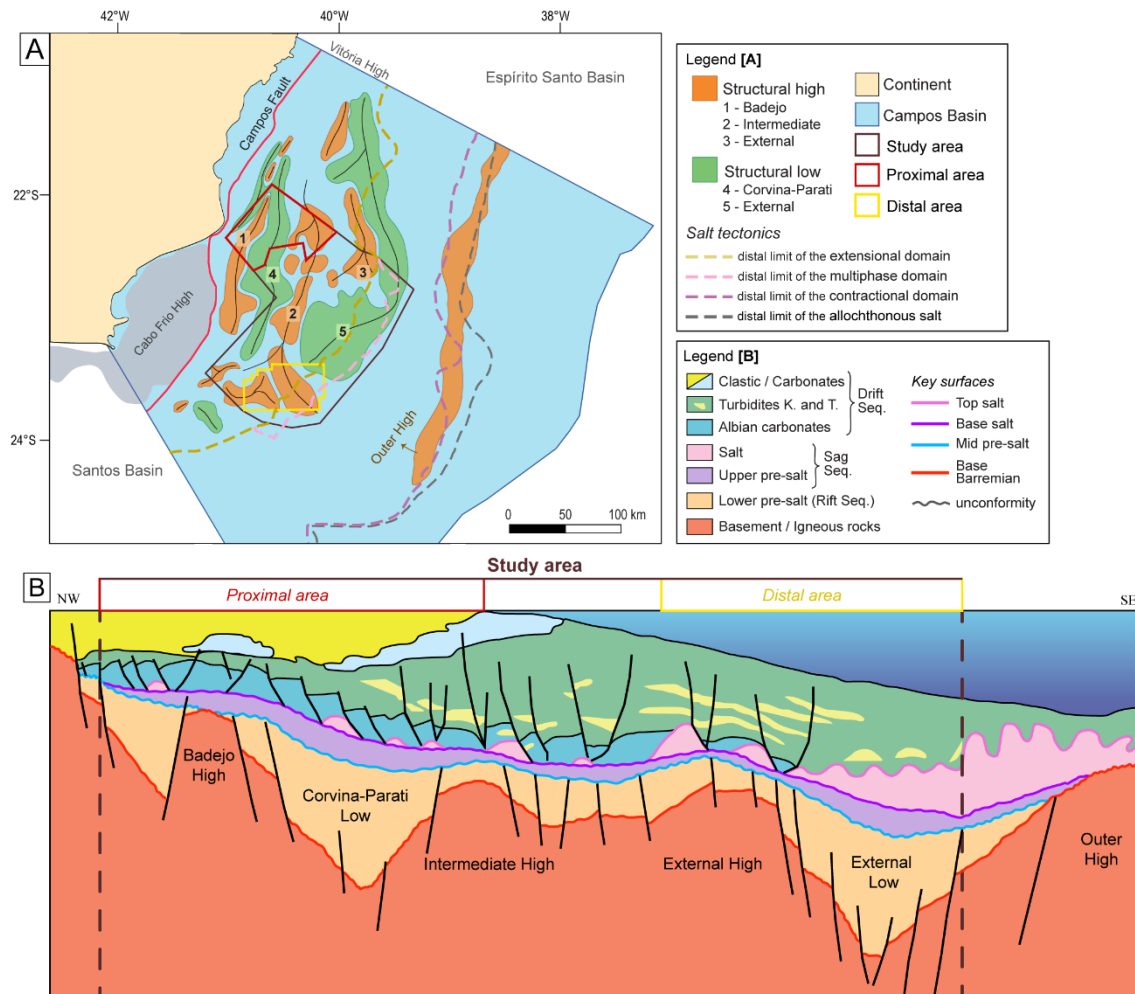 42°W
40°W
38°W
A
Vitória High
Espírito Santo Basin
Campos Fault
22°S
1
4
3
2
5
Cabo Frio High
24°S
Outer High
Santos Basin
0 50 100 km
Legend [A]
Structural high
1 - Badejo
2 - Intermediate
3 - External
Structural low
4 - Corvina-Parati
5 - External
Continent
Campos Basin
Study area
Proximal area
Distal area
Salt tectonics
distal limit of the extensional domain
distal limit of the multiphase domain
distal limit of the contractional domain
distal limit of the allochthonous salt
Legend [B]
Clastic / Carbonates
Turbidites K. and T.
Albian carbonates
Drift
Seq.
Salt
Upper pre-salt
Sag
Seq.
Lower pre-salt (Rift Seq.)
Basement / Igneous rocks
Key surfaces
Top salt
Base salt
Mid pre-salt
Base
Barremian
unconformity
Study area
B
NW
Proximal area
Distal area
SE
Badejo
High
Corvina-Parati
Low
Intermediate High
External High
External
Low
Outer
High